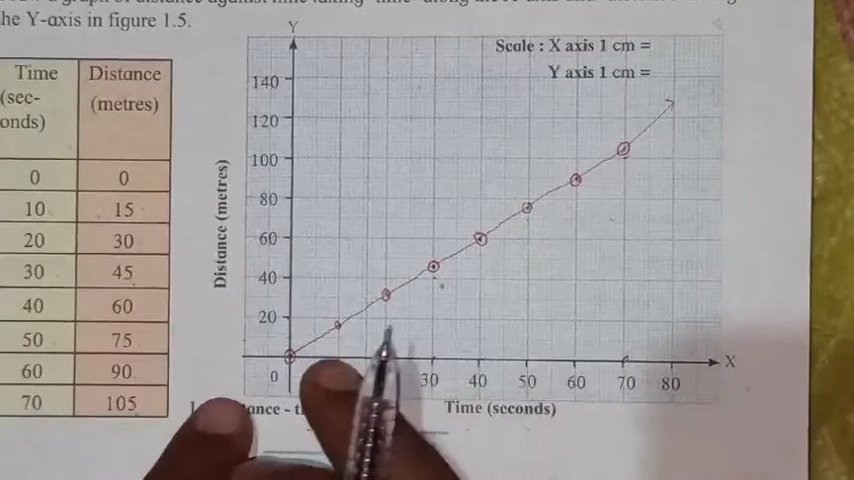 the Y-axis in figure 1.5.
Time Distance
(sec- (metres)
onds)
0 0
10 15
20 30
30 45
40 60
50 75
60 90
70 105
Y
Scale : X axis 1 cm =
Y axis 1 cm =
140
120
100
80
60
40
20
Distance (metres)
0 30 40 50 60 70 80 X
Time (seconds)